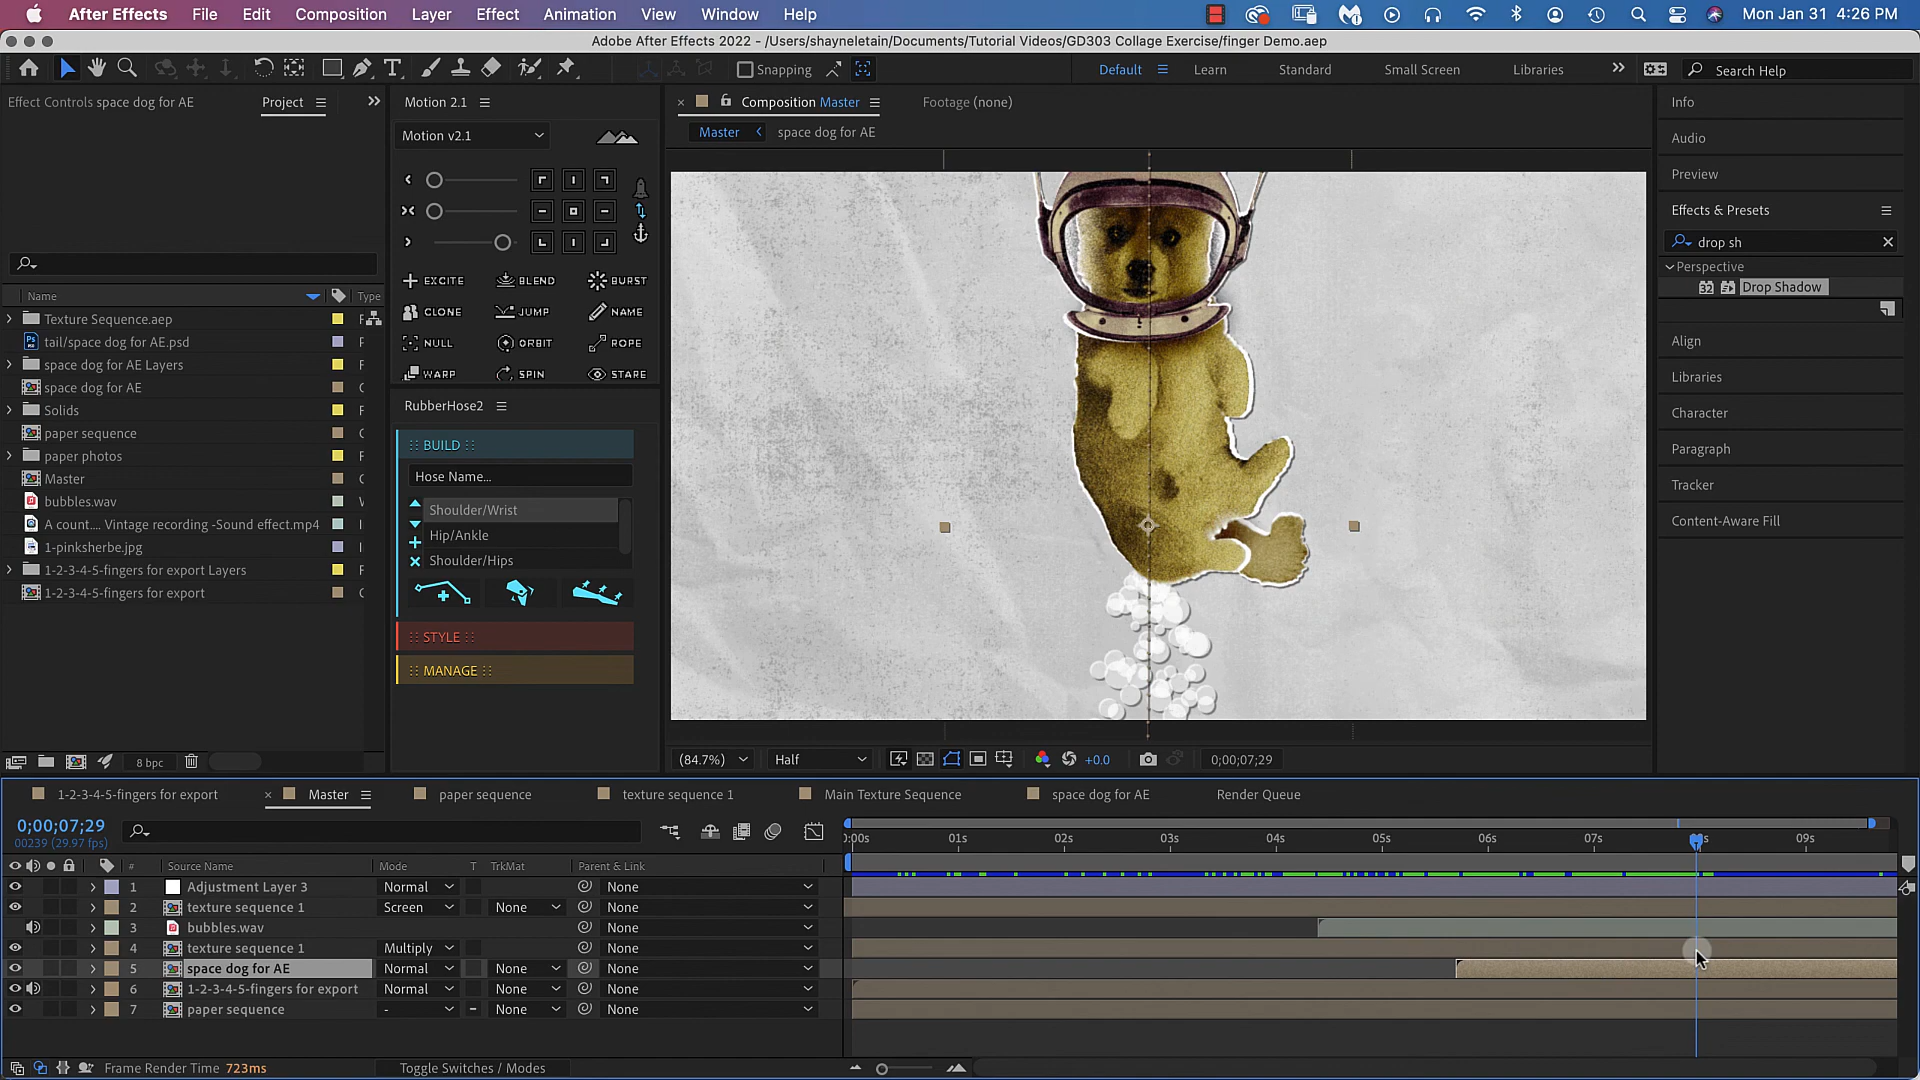 After Effects File Edit Composition Layer Effect Animation View Window Help Mon Jan 31 4:26 PM
Adobe After Effects 2022 - /Users/shayneletain/Documents/Tutorial Videos/GD303 Collage Exercise/finger Demo.aep
Snapping Default Learn Standard Small Screen Libraries Search Help
Effect Controls space dog for AE Project
Motion 2.1
Composition Master Footage (none)
Info
Motion v2.1
Master space dog for AE
Audio
Preview
Effects & Presets
drop sh
Perspective
32 Drop Shadow
EXCITE BLEND BURST
CLONE JUMP NAME
NULL ORBIT ROPE
WARP SPIN STARE
Name Type
Texture Sequence.aep F
tail/space dog for AE.psd
space dog for AE Layers F
space dog for AE
Solids F
paper sequence
paper photos F
Master
bubbles.wav
A count.... Vintage recording -Sound effect.mp4
1-pinksherbe.jpg
1-2-3-4-5-fingers for export Layers F
1-2-3-4-5-fingers for export
8 bpc
RubberHose2
:: BUILD ::
Hose Name...
Shoulder/Wrist
Hip/Ankle
Shoulder/Hips
:: STYLE ::
:: MANAGE ::
Align
Libraries
Character
Paragraph
Tracker
Content-Aware Fill
(84.7%) Half +0.0 0;00;07;29
1-2-3-4-5-fingers for export Master paper sequence texture sequence 1 Main Texture Sequence space dog for AE Render Queue
0;00;07;29
00239 (29.97 fps)
0:00s 01s 02s 03s 04s 05s 06s 07s 09s
# Source Name Mode T TrkMat Parent & Link
1 Adjustment Layer 3 Normal None
2 texture sequence 1 Screen None None
3 bubbles.wav None
4 texture sequence 1 Multiply None
5 space dog for AE Normal None None
6 1-2-3-4-5-fingers for export Normal None None
7 paper sequence - None None
Frame Render Time 723ms Toggle Switches / Modes